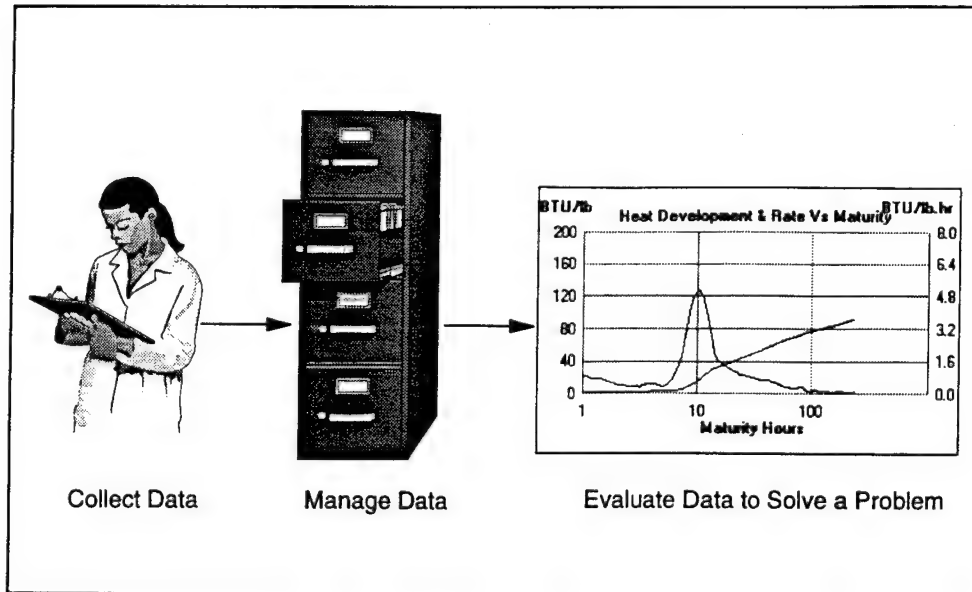 BTU/lb
BTU/lb.hr
Heat Development & Rate Vs Maturity
200
160
120
80
40
0
8.0
6.4
4.8
3.2
1.6
0.0
1
10
100
Maturity Hours
Collect Data
Manage Data
Evaluate Data to Solve a Problem